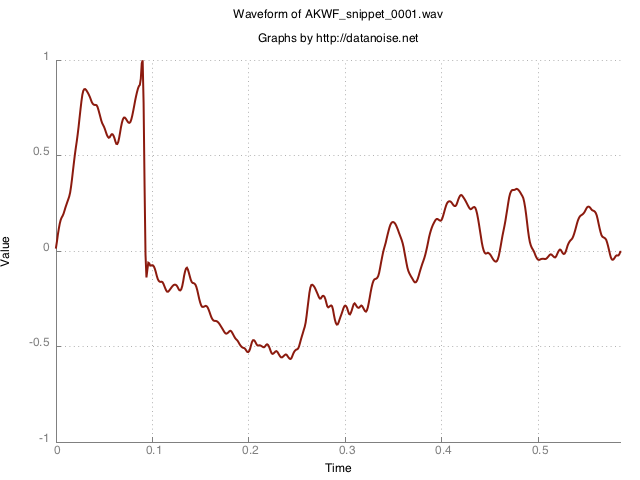 Waveform of AKWF_snippet_0001.wav
Graphs by http://datanoise.net
1
0.5
0
-0.5
-1
Value
0 0.1 0.2 0.3 0.4 0.5
Time